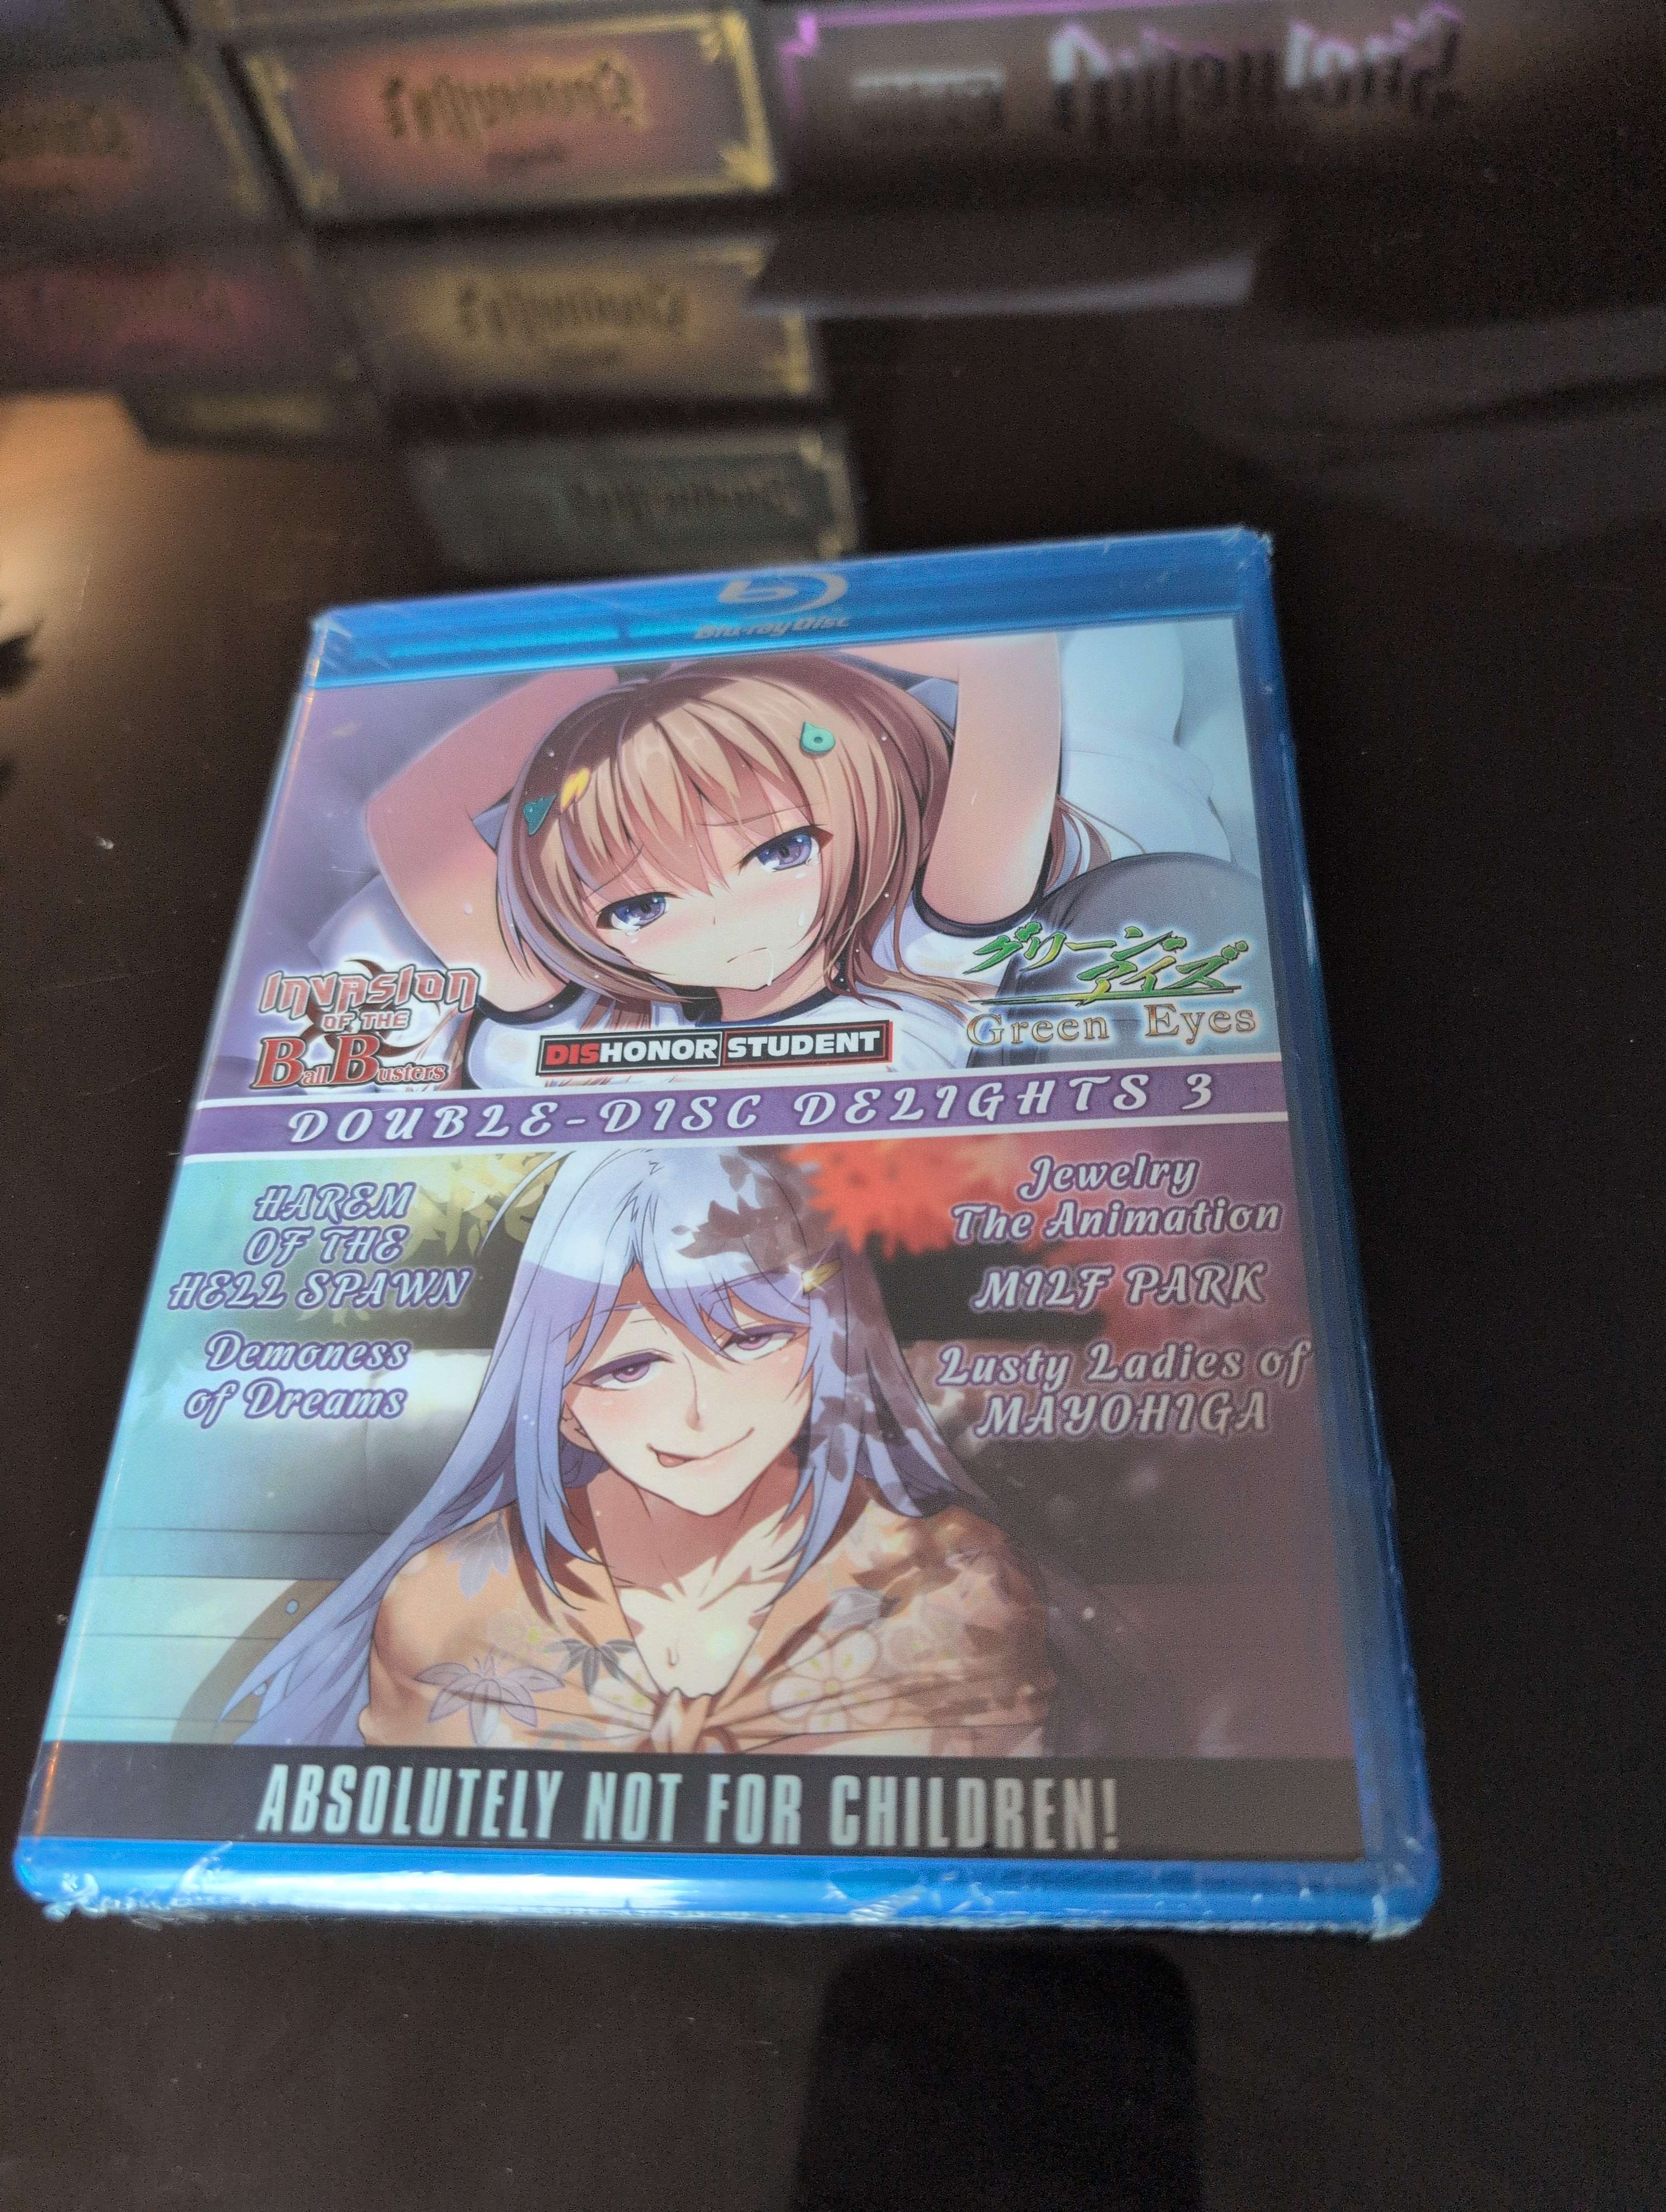 Blu-ray Disc
INVASION
OF THE
Ball Busters
DISHONOR STUDENT
グリーン・アイズ
Green Eyes
DOUBLE-DISC DELIGHTS 3
HAREM
OF THE
HELL SPAWN
Demoness
of Dreams
Jewelry
The Animation
MILF PARK
Lusty Ladies of
MAYOHIGA
ABSOLUTELY NOT FOR CHILDREN!